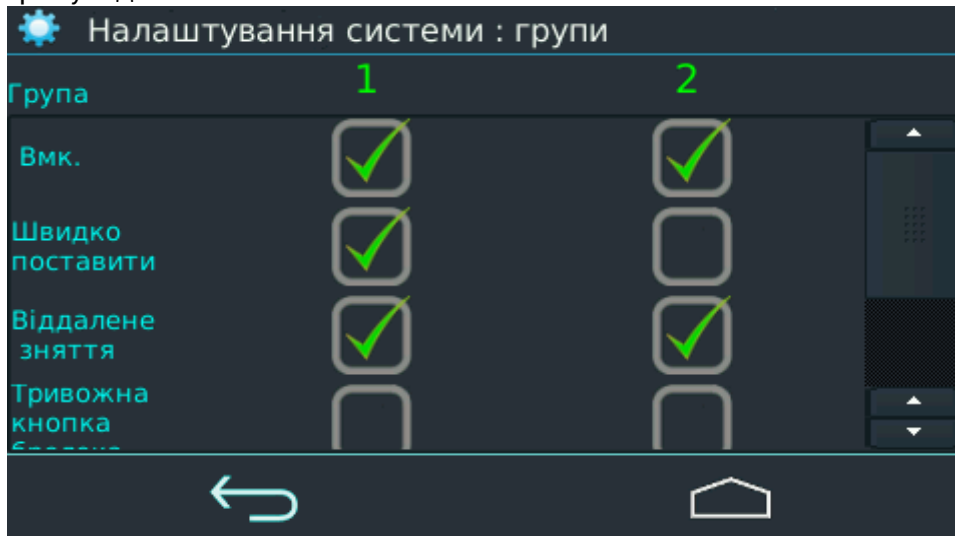 Налаштування системи : групи
Група 1 2
Вмк.
Швидко
поставити
Віддалене
зняття
Тривожна
кнопка